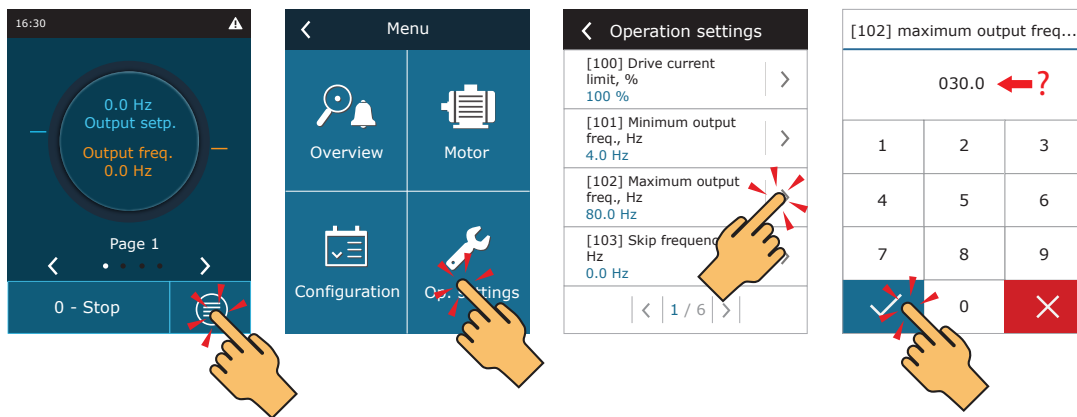 16:30
0.0 Hz
Output setp.
Output freq.
0.0 Hz
Page 1
0 - Stop
Menu
Overview
Motor
Configuration
Op. settings
Operation settings
[100] Drive current
limit, %
100 %
[101] Minimum output
freq., Hz
4.0 Hz
[102] Maximum output
freq., Hz
80.0 Hz
[103] Skip
Hz
0.0 Hz
1 / 6
[102] maximum output freq...
030.0 ?
1 2 3
4 5 6
7 8 9
0